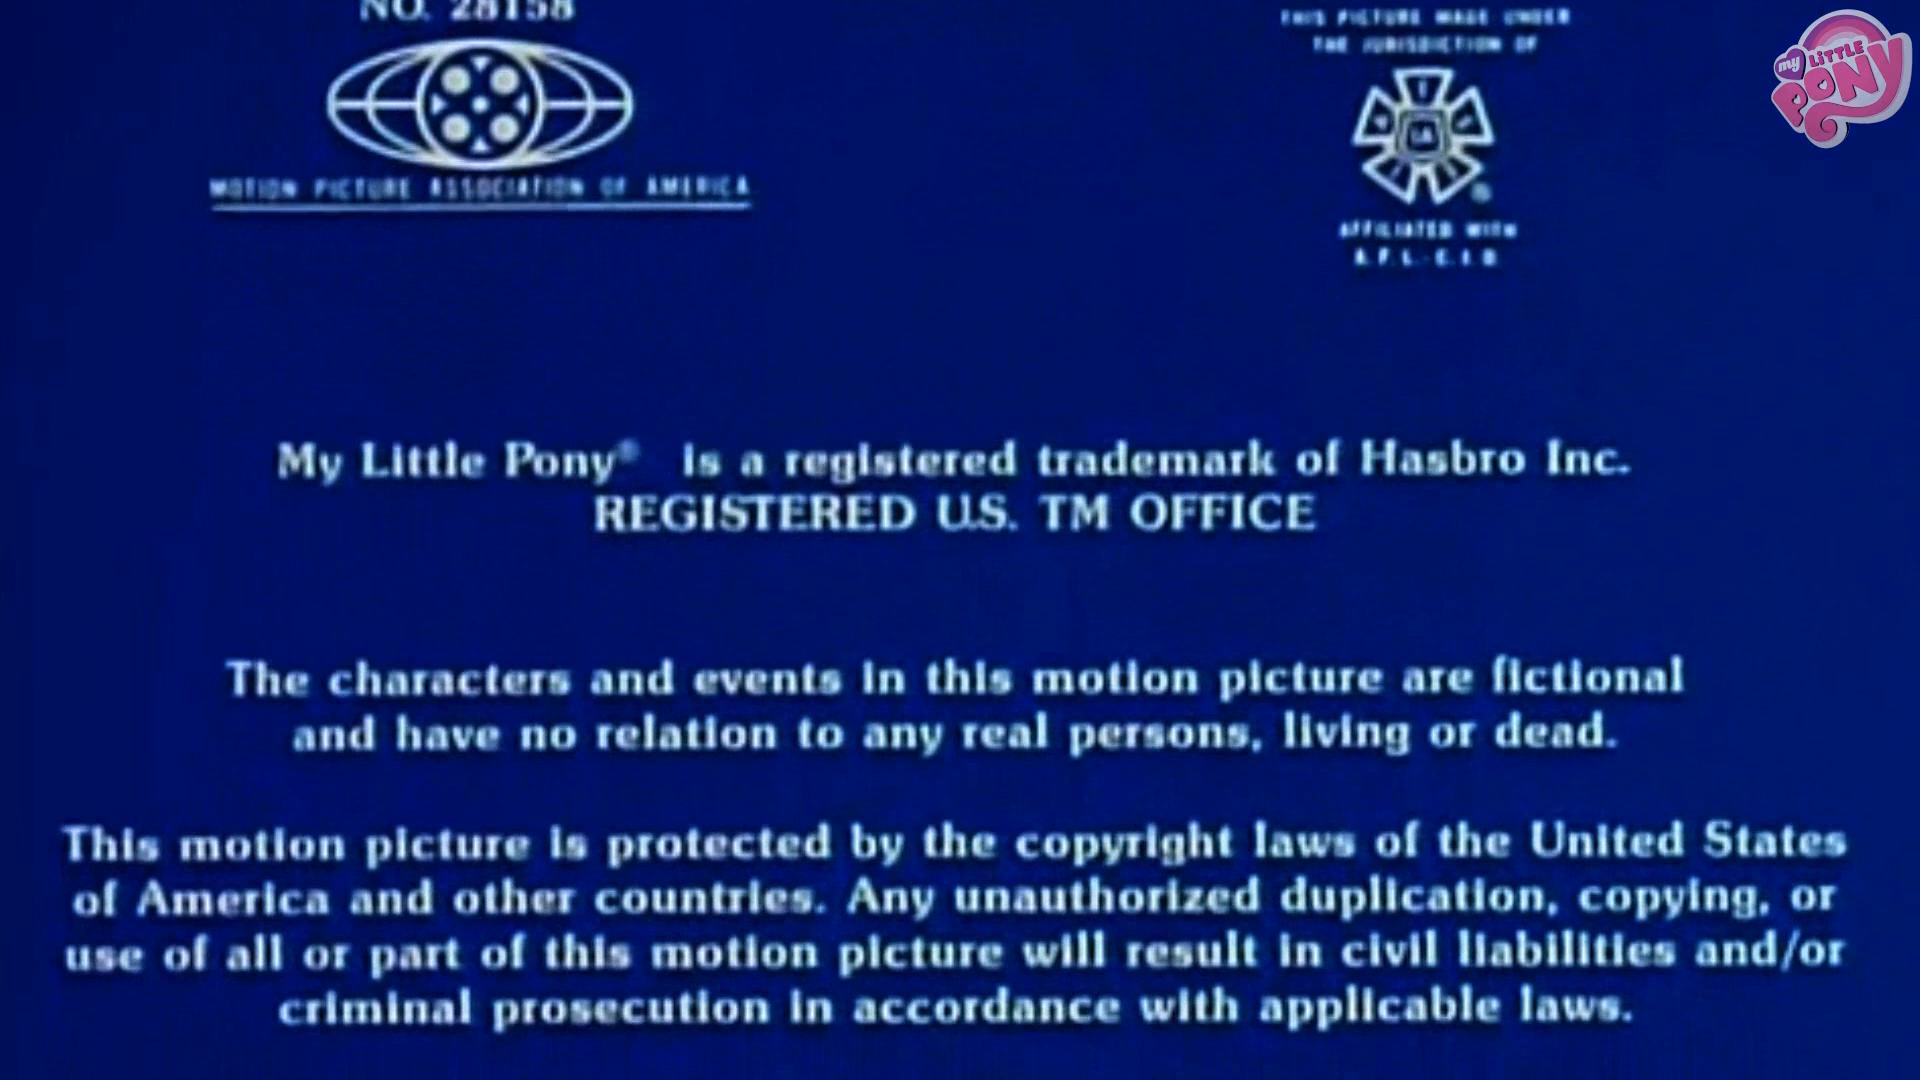 NO. 28158
MOTION PICTURE ASSOCIATION OF AMERICA
THIS PICTURE MADE UNDER
THE JURISDICTION OF
I A
®
AFFILIATED WITH
A.F.L.-C.I.O.
my LiTTLE
PONY
My Little Pony® is a registered trademark of Hasbro Inc.
REGISTERED U.S. TM OFFICE
The characters and events in this motion picture are fictional
and have no relation to any real persons, living or dead.
This motion picture is protected by the copyright laws of the United States
of America and other countries. Any unauthorized duplication, copying, or
use of all or part of this motion picture will result in civil liabilities and/or
criminal prosecution in accordance with applicable laws.